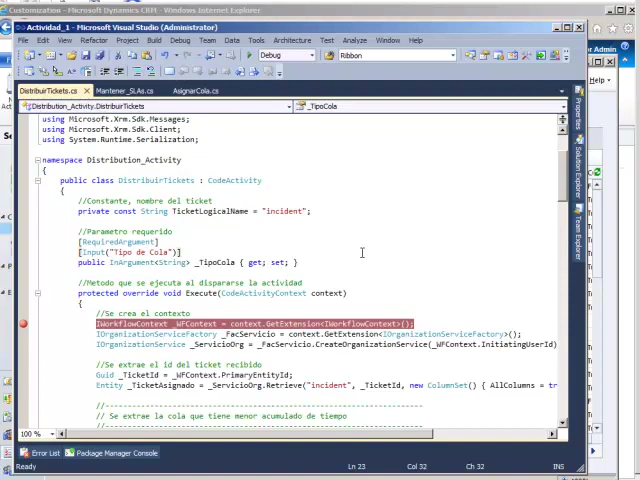 Customization - Microsoft Dynamics CRM - Windows Internet Explorer
Actividad_1 - Microsoft Visual Studio (Administrator)
File Edit View Refactor Project Build Debug Team Data Tools Architecture Test Analyze Window Help
Debug
Ribbon
DistribuirTickets.cs Mantener_SLAs.cs AsignarCola.cs
Distribution_Activity.DistribuirTickets
_TipoCola
using Microsoft.Xrm.Sdk.Messages;
using Microsoft.Xrm.Sdk.Client;
using System.Runtime.Serialization;
namespace Distribution_Activity
{
public class DistribuirTickets : CodeActivity
{
//Constante, nombre del ticket
private const String TicketLogicalName = "incident";
//Parametro requerido
[RequiredArgument]
[Input("Tipo de Cola")]
public InArgument<String> _TipoCola { get; set; }
//Metodo que se ejecuta al dispararse la actividad
protected override void Execute(CodeActivityContext context)
{
//Se crea el contexto
IWorkflowContext _WFContext = context.GetExtension<IWorkflowContext>();
IOrganizationServiceFactory _FacServicio = context.GetExtension<IOrganizationServiceFactory>();
IOrganizationService _ServicioOrg = _FacServicio.CreateOrganizationService(_WFContext.InitiatingUserId)
//Se extrae el id del ticket recibido
Guid _TicketId = _WFContext.PrimaryEntityId;
Entity _TicketAsignado = _ServicioOrg.Retrieve("incident", _TicketId, new ColumnSet() { AllColumns = tr
//-----------------------------------------------------
// Se extrae la cola que tiene menor acumulado de tiempo
//-----------------------------------------------------
100 %
Error List Package Manager Console
Ready
Ln 23 Col 32 Ch 32 INS
Properties
Solution Explorer
Team Explorer
Admin
Help